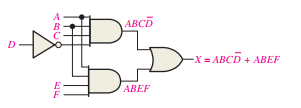 A
B
C
D
ABCD̅
X = ABCD̅ + ABEF
E
F
ABEF